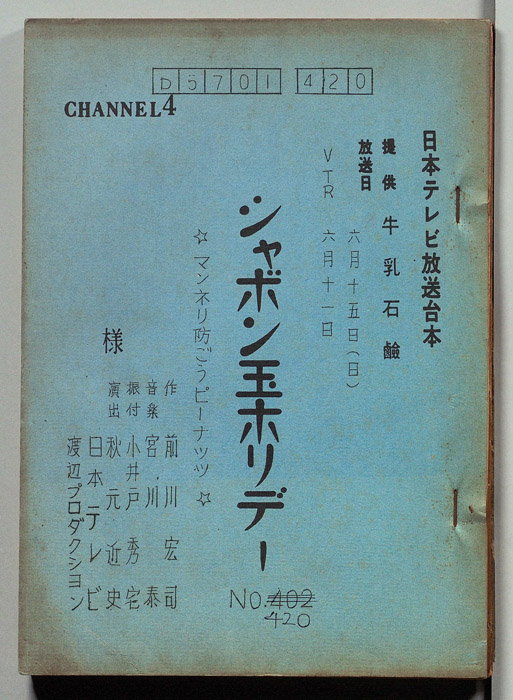 D5701 420
CHANNEL4
日本テレビ放送台本
提供 牛乳石鹸
放送日 六月十五日(日)
VTR 六月十一日
シャボン玉ホリデー
☆マンネリ防ごうピーナッツ☆
NO.402
420
作 前川宏司
音楽 宮川泰
振付 小井戸秀宅
演出 秋元近史
日本テレビ
渡辺プロダクション
様